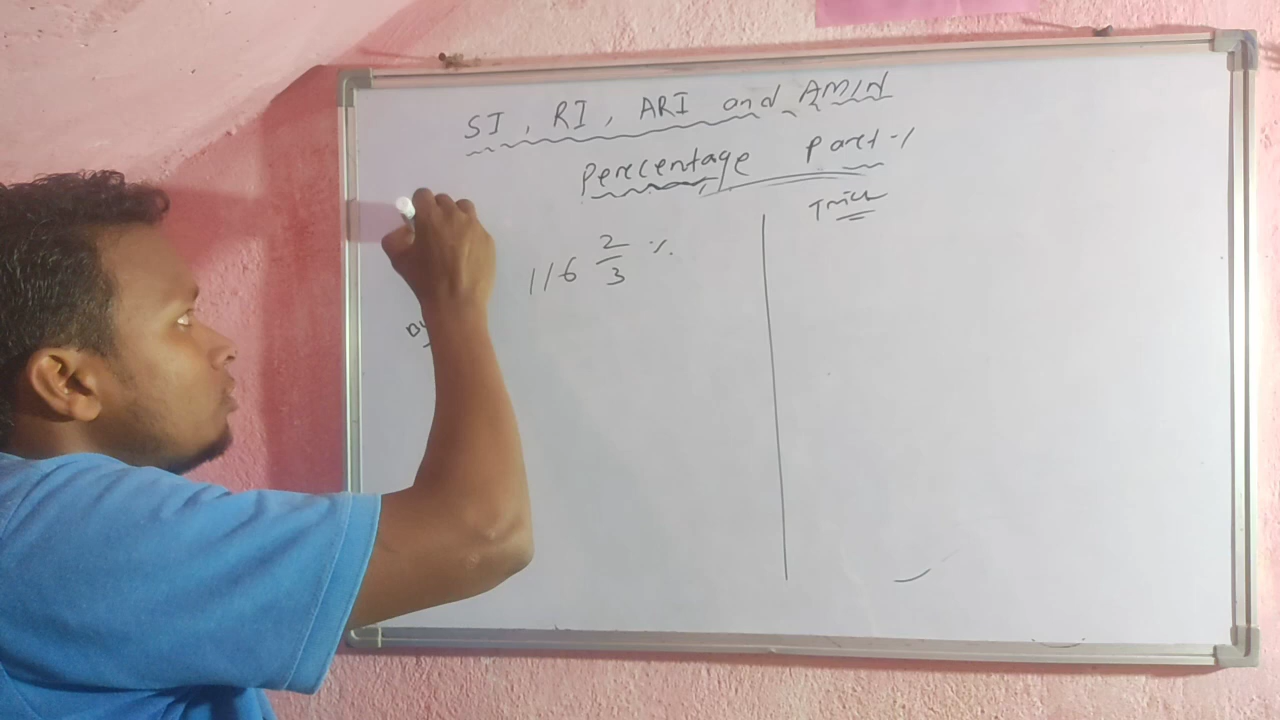 SI, RI, ARI and AMIN
Percentage Part-1
Trick
116 2/3 %